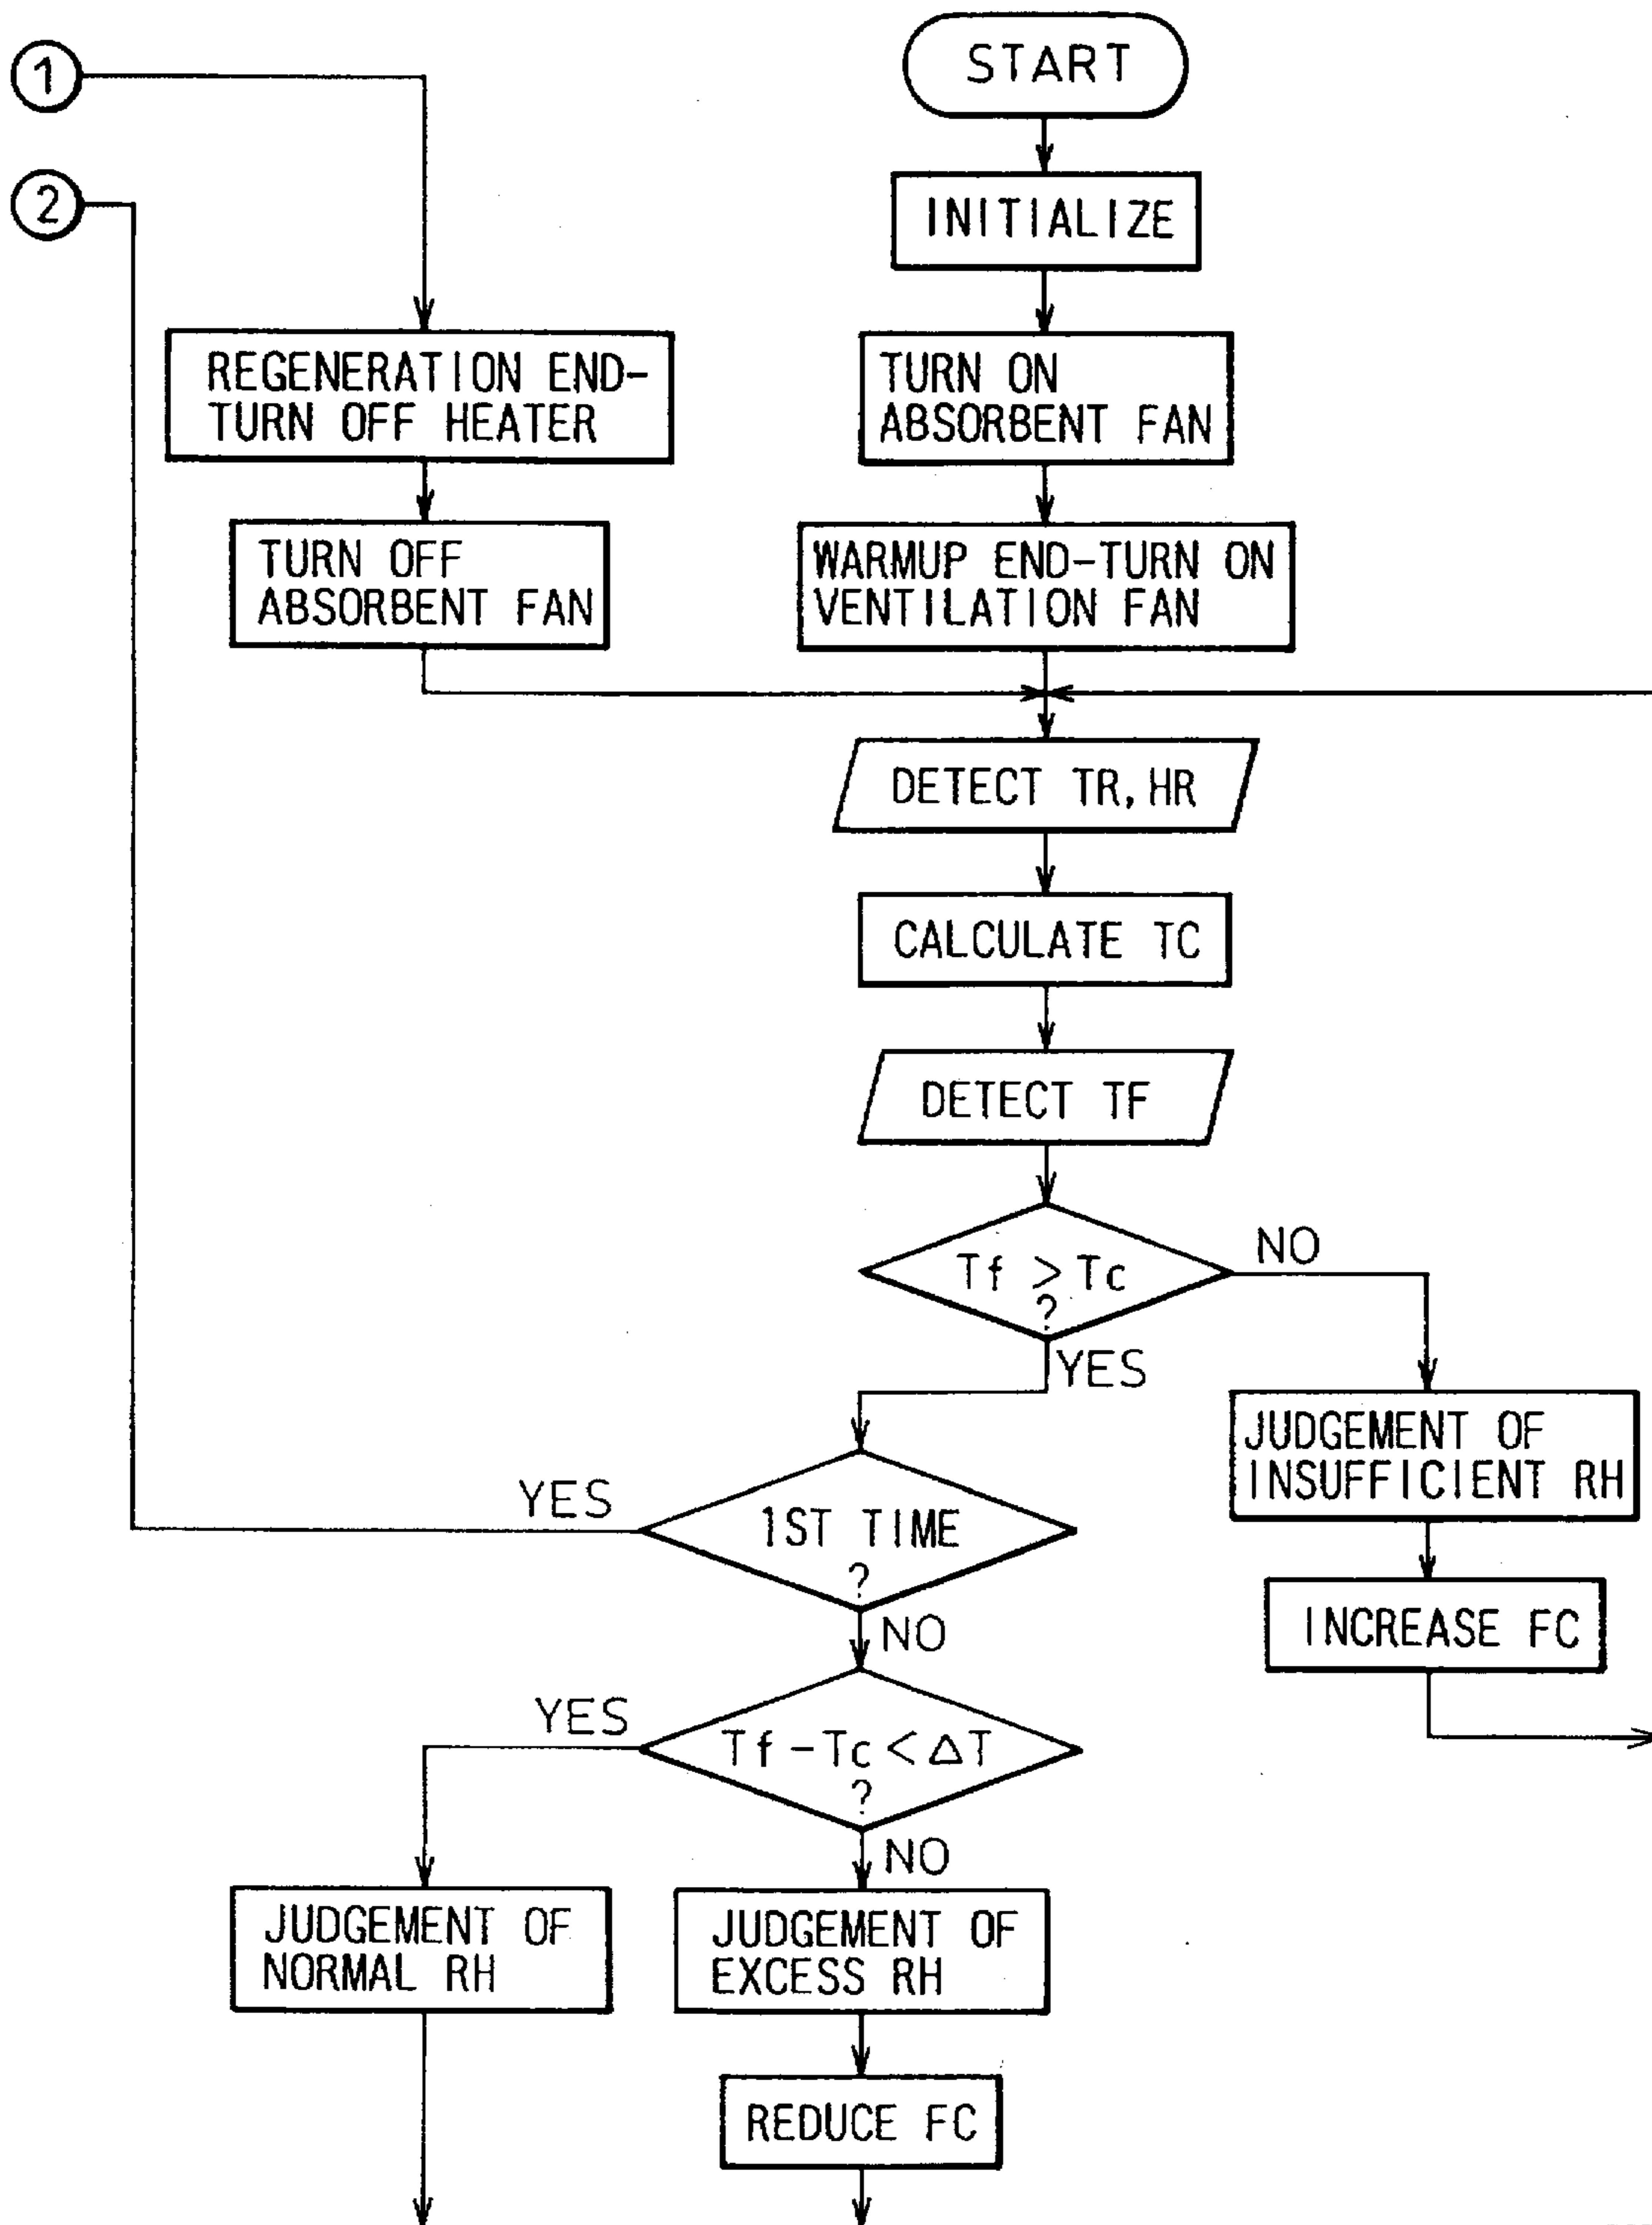 1
START
2
INITIALIZE
REGENERATION END-
TURN OFF HEATER
TURN ON
ABSORBENT FAN
TURN OFF
ABSORBENT FAN
WARMUP END-TURN ON
VENTILATION FAN
DETECT TR, HR
CALCULATE TC
DETECT TF
Tf > Tc
?
NO
YES
JUDGEMENT OF
INSUFFICIENT RH
YES
1ST TIME
?
INCREASE FC
NO
YES
Tf - Tc < ΔT
?
NO
JUDGEMENT OF
NORMAL RH
JUDGEMENT OF
EXCESS RH
REDUCE FC